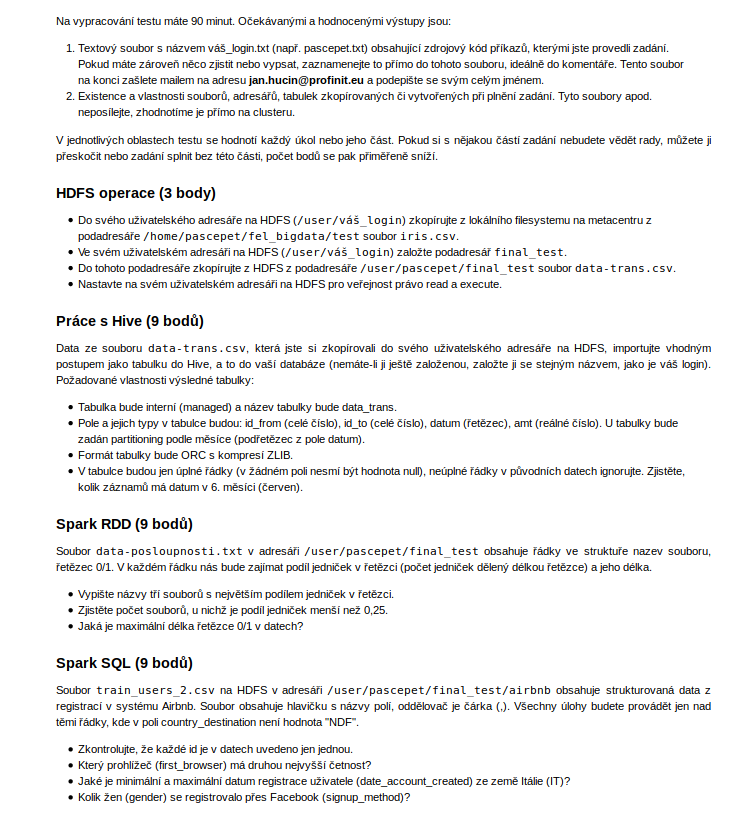 Na vypracování testu máte 90 minut. Očekávanými a hodnocenými výstupy jsou:
1. Textový soubor s názvem váš_login.txt (např. pascepet.txt) obsahující zdrojový kód příkazů, kterými jste provedli zadání.
Pokud máte zároveň něco zjistit nebo vypsat, zaznamenejte to přímo do tohoto souboru, ideálně do komentáře. Tento soubor
na konci zašlete mailem na adresu jan.hucin@profinit.eu a podepište se svým celým jménem.
2. Existence a vlastnosti souborů, adresářů, tabulek zkopírovaných či vytvořených při plnění zadání. Tyto soubory apod.
neposílejte, zhodnotíme je přímo na clusteru.
V jednotlivých oblastech testu se hodnotí každý úkol nebo jeho část. Pokud si s nějakou částí zadání nebudete vědět rady, můžete ji
přeskočit nebo zadání splnit bez této části, počet bodů se pak přiměřeně sníží.
HDFS operace (3 body)
• Do svého uživatelského adresáře na HDFS (/user/váš_login) zkopírujte z lokálního filesystemu na metacentru z
podadresáře /home/pascepet/fel_bigdata/test soubor iris.csv.
• Ve svém uživatelském adresáři na HDFS (/user/váš_login) založte podadresář final_test.
• Do tohoto podadresáře zkopírujte z HDFS z podadresáře /user/pascepet/final_test soubor data-trans.csv.
• Nastavte na svém uživatelském adresáři na HDFS pro veřejnost právo read a execute.
Práce s Hive (9 bodů)
Data ze souboru data-trans.csv, která jste si zkopírovali do svého uživatelského adresáře na HDFS, importujte vhodným
postupem jako tabulku do Hive, a to do vaší databáze (nemáte-li ji ještě založenou, založte ji se stejným názvem, jako je váš login).
Požadované vlastnosti výsledné tabulky:
• Tabulka bude interní (managed) a název tabulky bude data_trans.
• Pole a jejich typy v tabulce budou: id_from (celé číslo), id_to (celé číslo), datum (řetězec), amt (reálné číslo). U tabulky bude
zadán partitioning podle měsíce (podřetězec z pole datum).
• Formát tabulky bude ORC s kompresí ZLIB.
• V tabulce budou jen úplné řádky (v žádném poli nesmí být hodnota null), neúplné řádky v původních datech ignorujte. Zjistěte,
kolik záznamů má datum v 6. měsíci (červen).
Spark RDD (9 bodů)
Soubor data-posloupnosti.txt v adresáři /user/pascepet/final_test obsahuje řádky ve struktuře nazev souboru,
řetězec 0/1. V každém řádku nás bude zajímat podíl jedniček v řetězci (počet jedniček dělený délkou řetězce) a jeho délka.
• Vypište názvy tří souborů s největším podílem jedniček v řetězci.
• Zjistěte počet souborů, u nichž je podíl jedniček menší než 0,25.
• Jaká je maximální délka řetězce 0/1 v datech?
Spark SQL (9 bodů)
Soubor train_users_2.csv na HDFS v adresáři /user/pascepet/final_test/airbnb obsahuje strukturovaná data z
registrací v systému Airbnb. Soubor obsahuje hlavičku s názvy polí, oddělovač je čárka (,). Všechny úlohy budete provádět jen nad
těmi řádky, kde v poli country_destination není hodnota "NDF".
• Zkontrolujte, že každé id je v datech uvedeno jen jednou.
• Který prohlížeč (first_browser) má druhou nejvyšší četnost?
• Jaké je minimální a maximální datum registrace uživatele (date_account_created) ze země Itálie (IT)?
• Kolik žen (gender) se registrovalo přes Facebook (signup_method)?